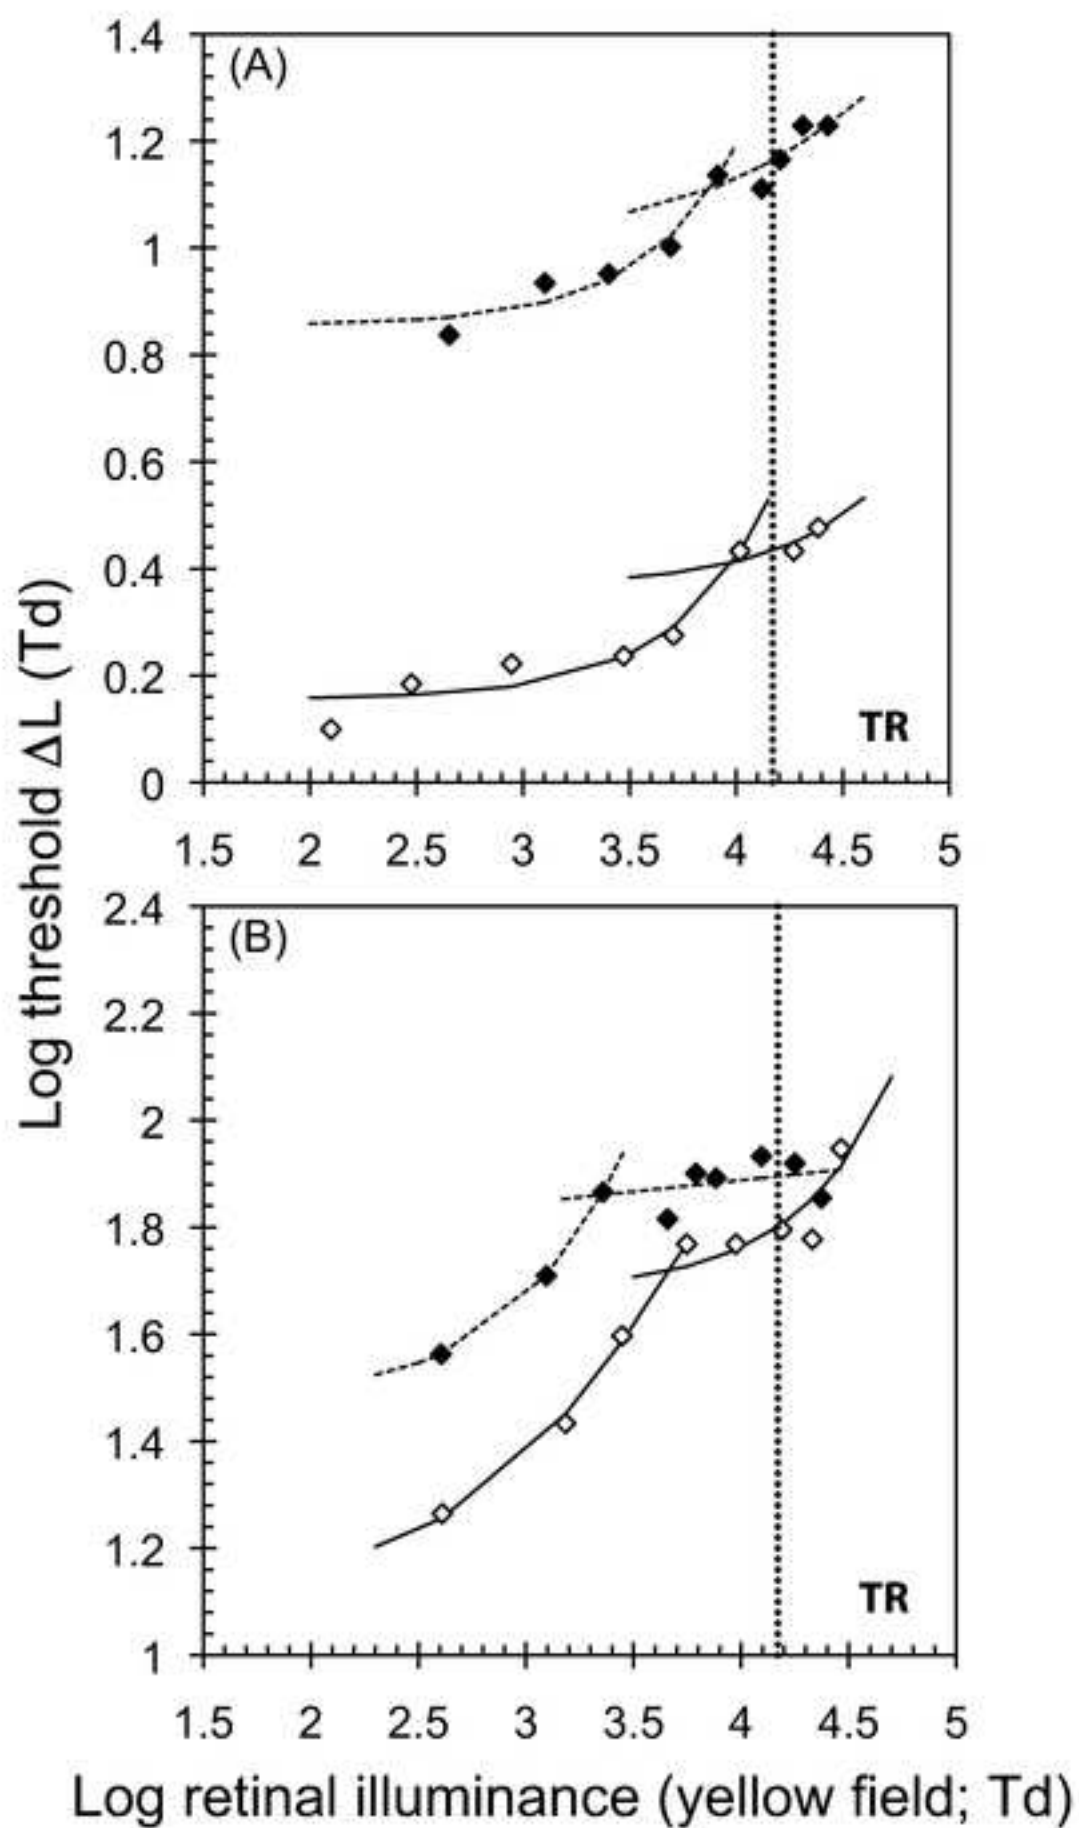 Log threshold ΔL (Td)
(A)
1.4
1.2
1
0.8
0.6
0.4
0.2
0
TR
1.5 2 2.5 3 3.5 4 4.5 5
(B)
2.4
2.2
2
1.8
1.6
1.4
1.2
1
TR
1.5 2 2.5 3 3.5 4 4.5 5
Log retinal illuminance (yellow field; Td)